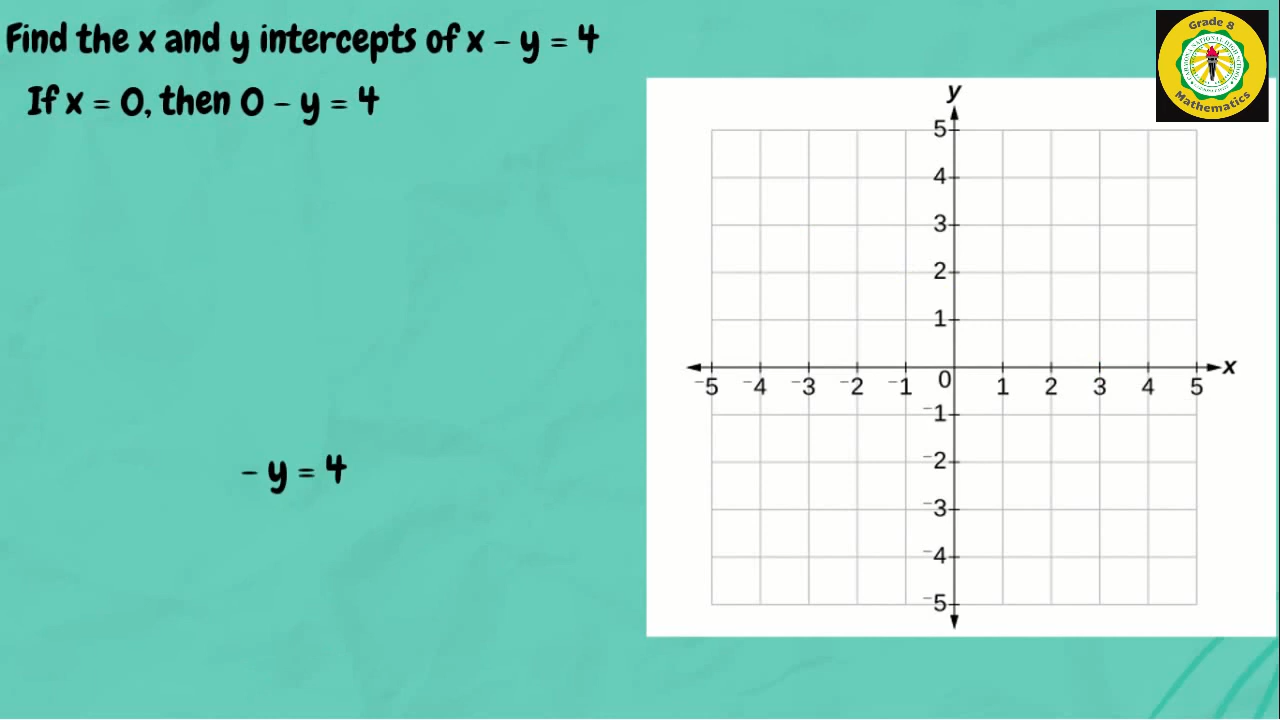 Find the x and y intercepts of x - y = 4
If x = 0, then 0 - y = 4
- y = 4
Grade 8
Mathematics
y
5
4
3
2
1
-5 -4 -3 -2 -1 0 1 2 3 4 5 x
-1
-2
-3
-4
-5